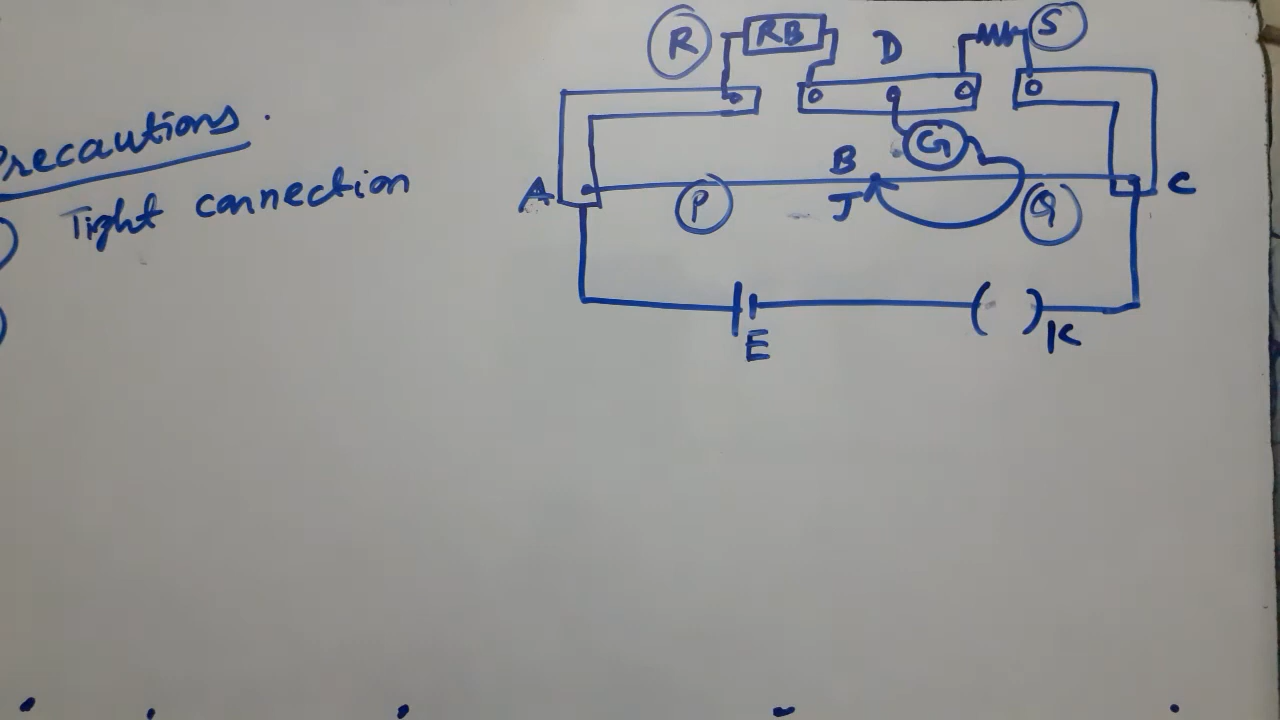 Precautions.
Tight connection
R RB D S
G
A B C
P J Q
E K